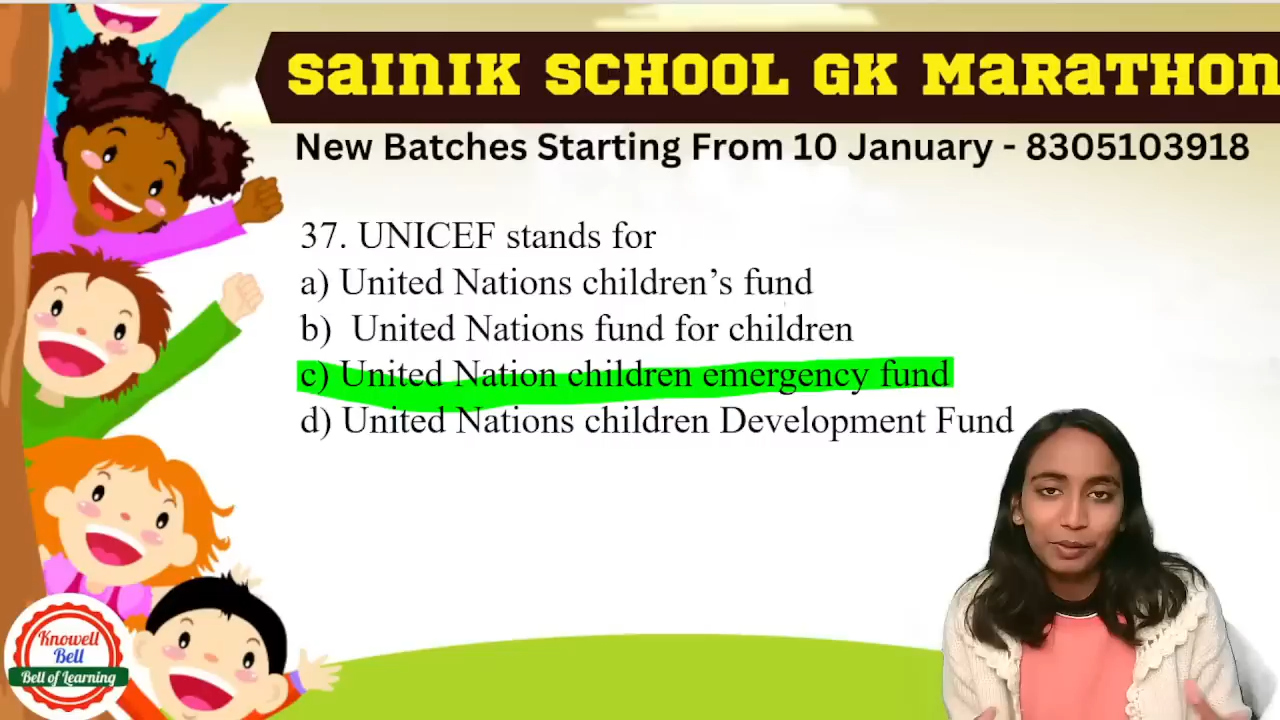 SAINIK SCHOOL GK MARATHON
New Batches Starting From 10 January - 8305103918
37. UNICEF stands for
a) United Nations children's fund
b) United Nations fund for children
c) United Nation children emergency fund
d) United Nations children Development Fund
Knowell
Bell
Bell of Learning